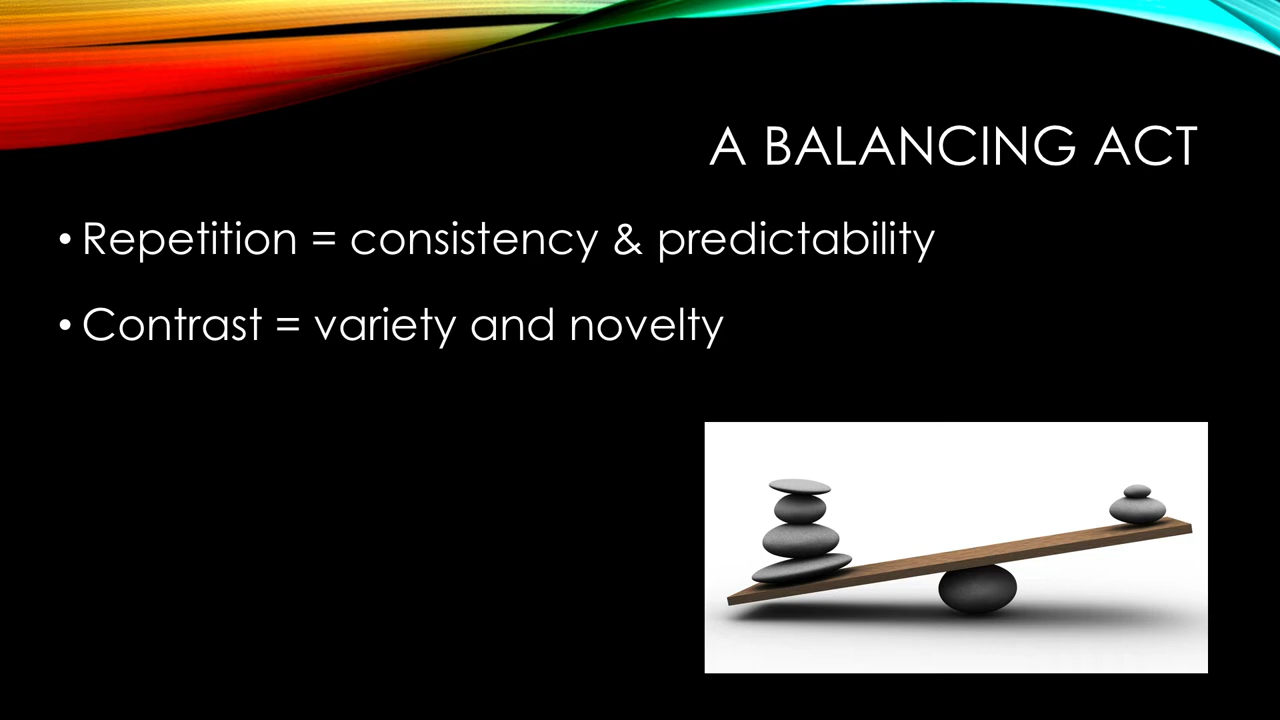 A BALANCING ACT
• Repetition = consistency & predictability
• Contrast = variety and novelty